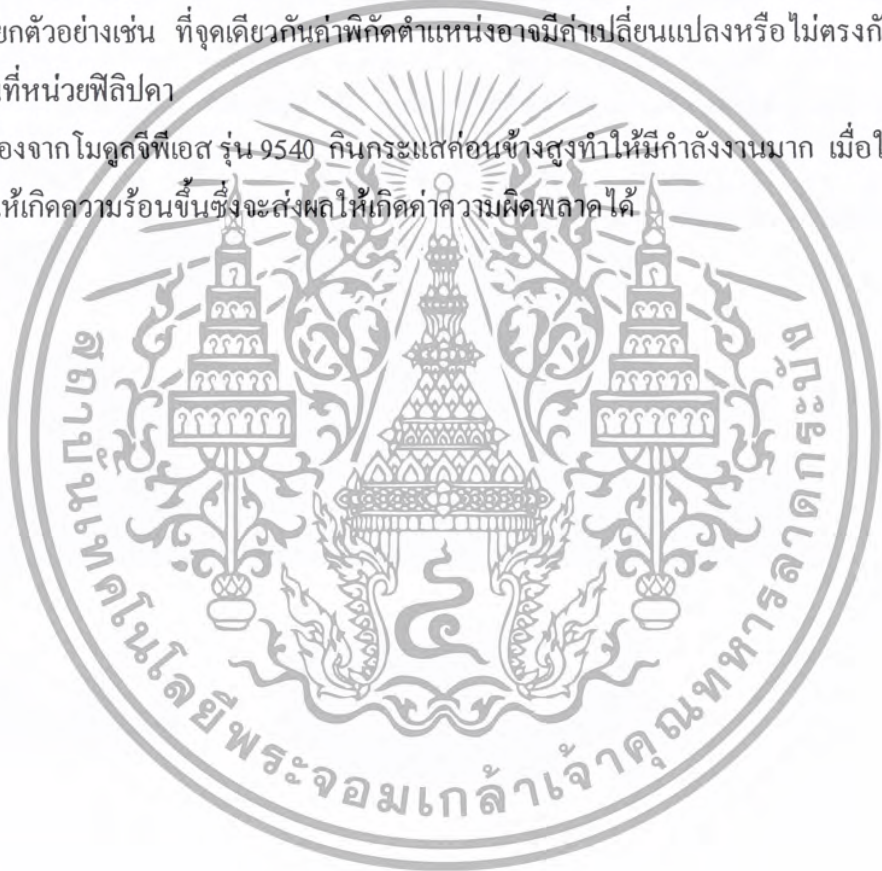 ยกตัวอย่างเช่น ที่จุดเดียวกันค่าพิกัดตำแหน่งอาจมีค่าเปลี่ยนแปลงหรือไม่ตรงกั
นที่หน่วยฟิลิปดา
องจากโมดูลจีพีเอส รุ่น 9540 กินกระแสค่อนข้างสูงทำให้มีกำลังงานมาก เมื่อใ
ห้เกิดความร้อนขึ้นซึ่งจะส่งผลให้เกิดค่าความผิดพลาดได้
สถาบันเทคโนโลยีพระจอมเกล้าเจ้าคุณทหารลาดกระบัง